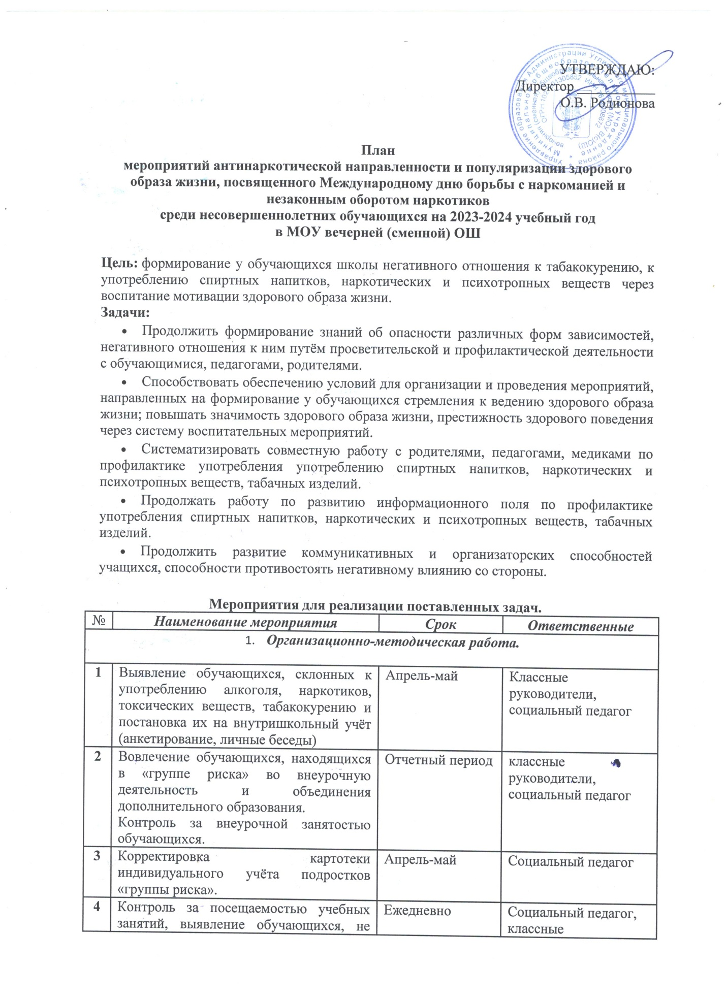 УТВЕРЖДАЮ:
Директор ___________
О.В. Родионова
План
мероприятий антинаркотической направленности и популяризации здорового
образа жизни, посвященного Международному дню борьбы с наркоманией и
незаконным оборотом наркотиков
среди несовершеннолетних обучающихся на 2023-2024 учебный год
в МОУ вечерней (сменной) ОШ
Цель: формирование у обучающихся школы негативного отношения к табакокурению, к
употреблению спиртных напитков, наркотических и психотропных веществ через
воспитание мотивации здорового образа жизни.
Задачи:
• Продолжить формирование знаний об опасности различных форм зависимостей,
негативного отношения к ним путём просветительской и профилактической деятельности
с обучающимися, педагогами, родителями.
• Способствовать обеспечению условий для организации и проведения мероприятий,
направленных на формирование у обучающихся стремления к ведению здорового образа
жизни; повышать значимость здорового образа жизни, престижность здорового поведения
через систему воспитательных мероприятий.
• Систематизировать совместную работу с родителями, педагогами, медиками по
профилактике употребления употреблению спиртных напитков, наркотических и
психотропных веществ, табачных изделий.
• Продолжать работу по развитию информационного поля по профилактике
употребления спиртных напитков, наркотических и психотропных веществ, табачных
изделий.
• Продолжить развитие коммуникативных и организаторских способностей
учащихся, способности противостоять негативному влиянию со стороны.
Мероприятия для реализации поставленных задач.
№ Наименование мероприятия Срок Ответственные
1. Организационно-методическая работа.
1 Выявление обучающихся, склонных к Апрель-май Классные
употреблению алкоголя, наркотиков, руководители,
токсических веществ, табакокурению и социальный педагог
постановка их на внутришкольный учёт
(анкетирование, личные беседы)
2 Вовлечение обучающихся, находящихся Отчетный период классные
в «группе риска» во внеурочную руководители,
деятельность и объединения социальный педагог
дополнительного образования.
Контроль за внеурочной занятостью
обучающихся.
3 Корректировка картотеки Апрель-май Социальный педагог
индивидуального учёта подростков
«группы риска».
4 Контроль за посещаемостью учебных Ежедневно Социальный педагог,
занятий, выявление обучающихся, не классные